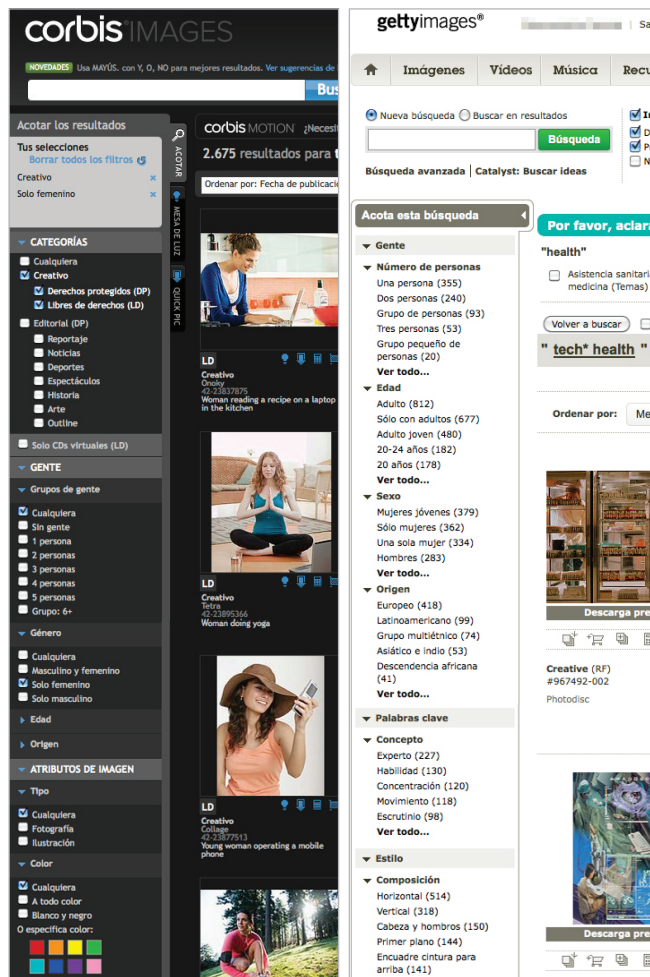 corbis IMAGES
NOVEDADES Usa MAYÚS. con Y, O, NO para mejores resultados. Ver sugerencias de
Bus
Acotar los resultados
Tus selecciones
Borrar todos los filtros
Creativo
Solo femenino
CATEGORÍAS
Cualquiera
Creativo
Derechos protegidos (DP)
Libres de derechos (LD)
Editorial (DP)
Reportaje
Noticias
Deportes
Espectáculos
Historia
Arte
Outline
Solo CDs virtuales (LD)
GENTE
Grupos de gente
Cualquiera
Sin gente
1 persona
2 personas
3 personas
4 personas
5 personas
Grupo: 6+
Género
Cualquiera
Masculino y femenino
Solo femenino
Solo masculino
Edad
Origen
ATRIBUTOS DE IMAGEN
Tipo
Cualquiera
Fotografía
Ilustración
Color
Cualquiera
A todo color
Blanco y negro
O especifica color:
ACOTAR
MESA DE LUZ
QUICK PIC
corbis MOTION ¿Necesi
2.675 resultados para t
Ordenar por: Fecha de publicació
LD
Creativo
Onoky
42-23837875
Woman reading a recipe on a laptop
in the kitchen
LD
Creativo
Tetra
42-23895366
Woman doing yoga
LD
Creativo
Collage
42-23877513
Young woman operating a mobile
phone
gettyimages®
Sa
Imágenes Vídeos Música Recu
Nueva búsqueda Buscar en resultados
Búsqueda
Búsqueda avanzada | Catalyst: Buscar ideas
Acota esta búsqueda
Gente
Número de personas
Una persona (355)
Dos personas (240)
Grupo de personas (93)
Tres personas (53)
Grupo pequeño de
personas (20)
Ver todo...
Edad
Adulto (812)
Sólo con adultos (677)
Adulto joven (480)
20-24 años (182)
20 años (178)
Ver todo...
Sexo
Mujeres jóvenes (379)
Sólo mujeres (362)
Una sola mujer (334)
Hombres (283)
Ver todo...
Origen
Europeo (418)
Latinoamericano (99)
Grupo multiétnico (74)
Asiático e indio (53)
Descendencia africana
(41)
Ver todo...
Palabras clave
Concepto
Experto (227)
Habilidad (130)
Concentración (120)
Movimiento (118)
Escrutinio (98)
Ver todo...
Estilo
Composición
Horizontal (514)
Vertical (318)
Cabeza y hombros (150)
Primer plano (144)
Encuadre cintura para
arriba (141)
Por favor, aclara
"health"
Asistencia sanitari
medicina (Temas)
Volver a buscar
" tech* health "
Ordenar por: Me
Descarga pre
Creative (RF)
#967492-002
Photodisc
Descarga pre